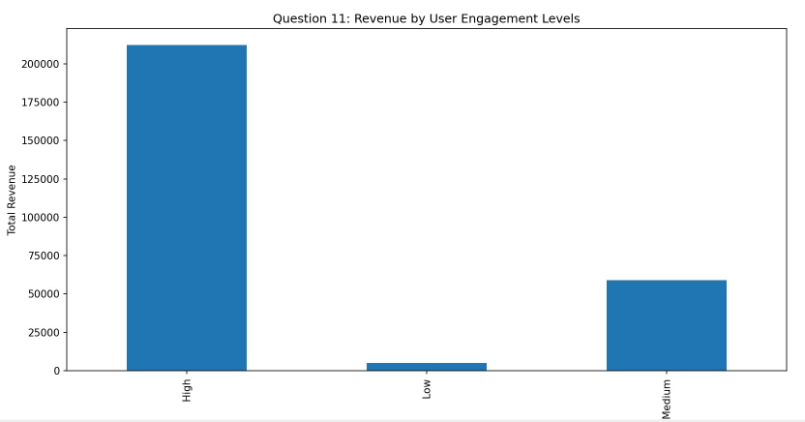 Question 11: Revenue by User Engagement Levels
Total Revenue
200000
175000
150000
125000
100000
75000
50000
25000
0
High
Low
Medium